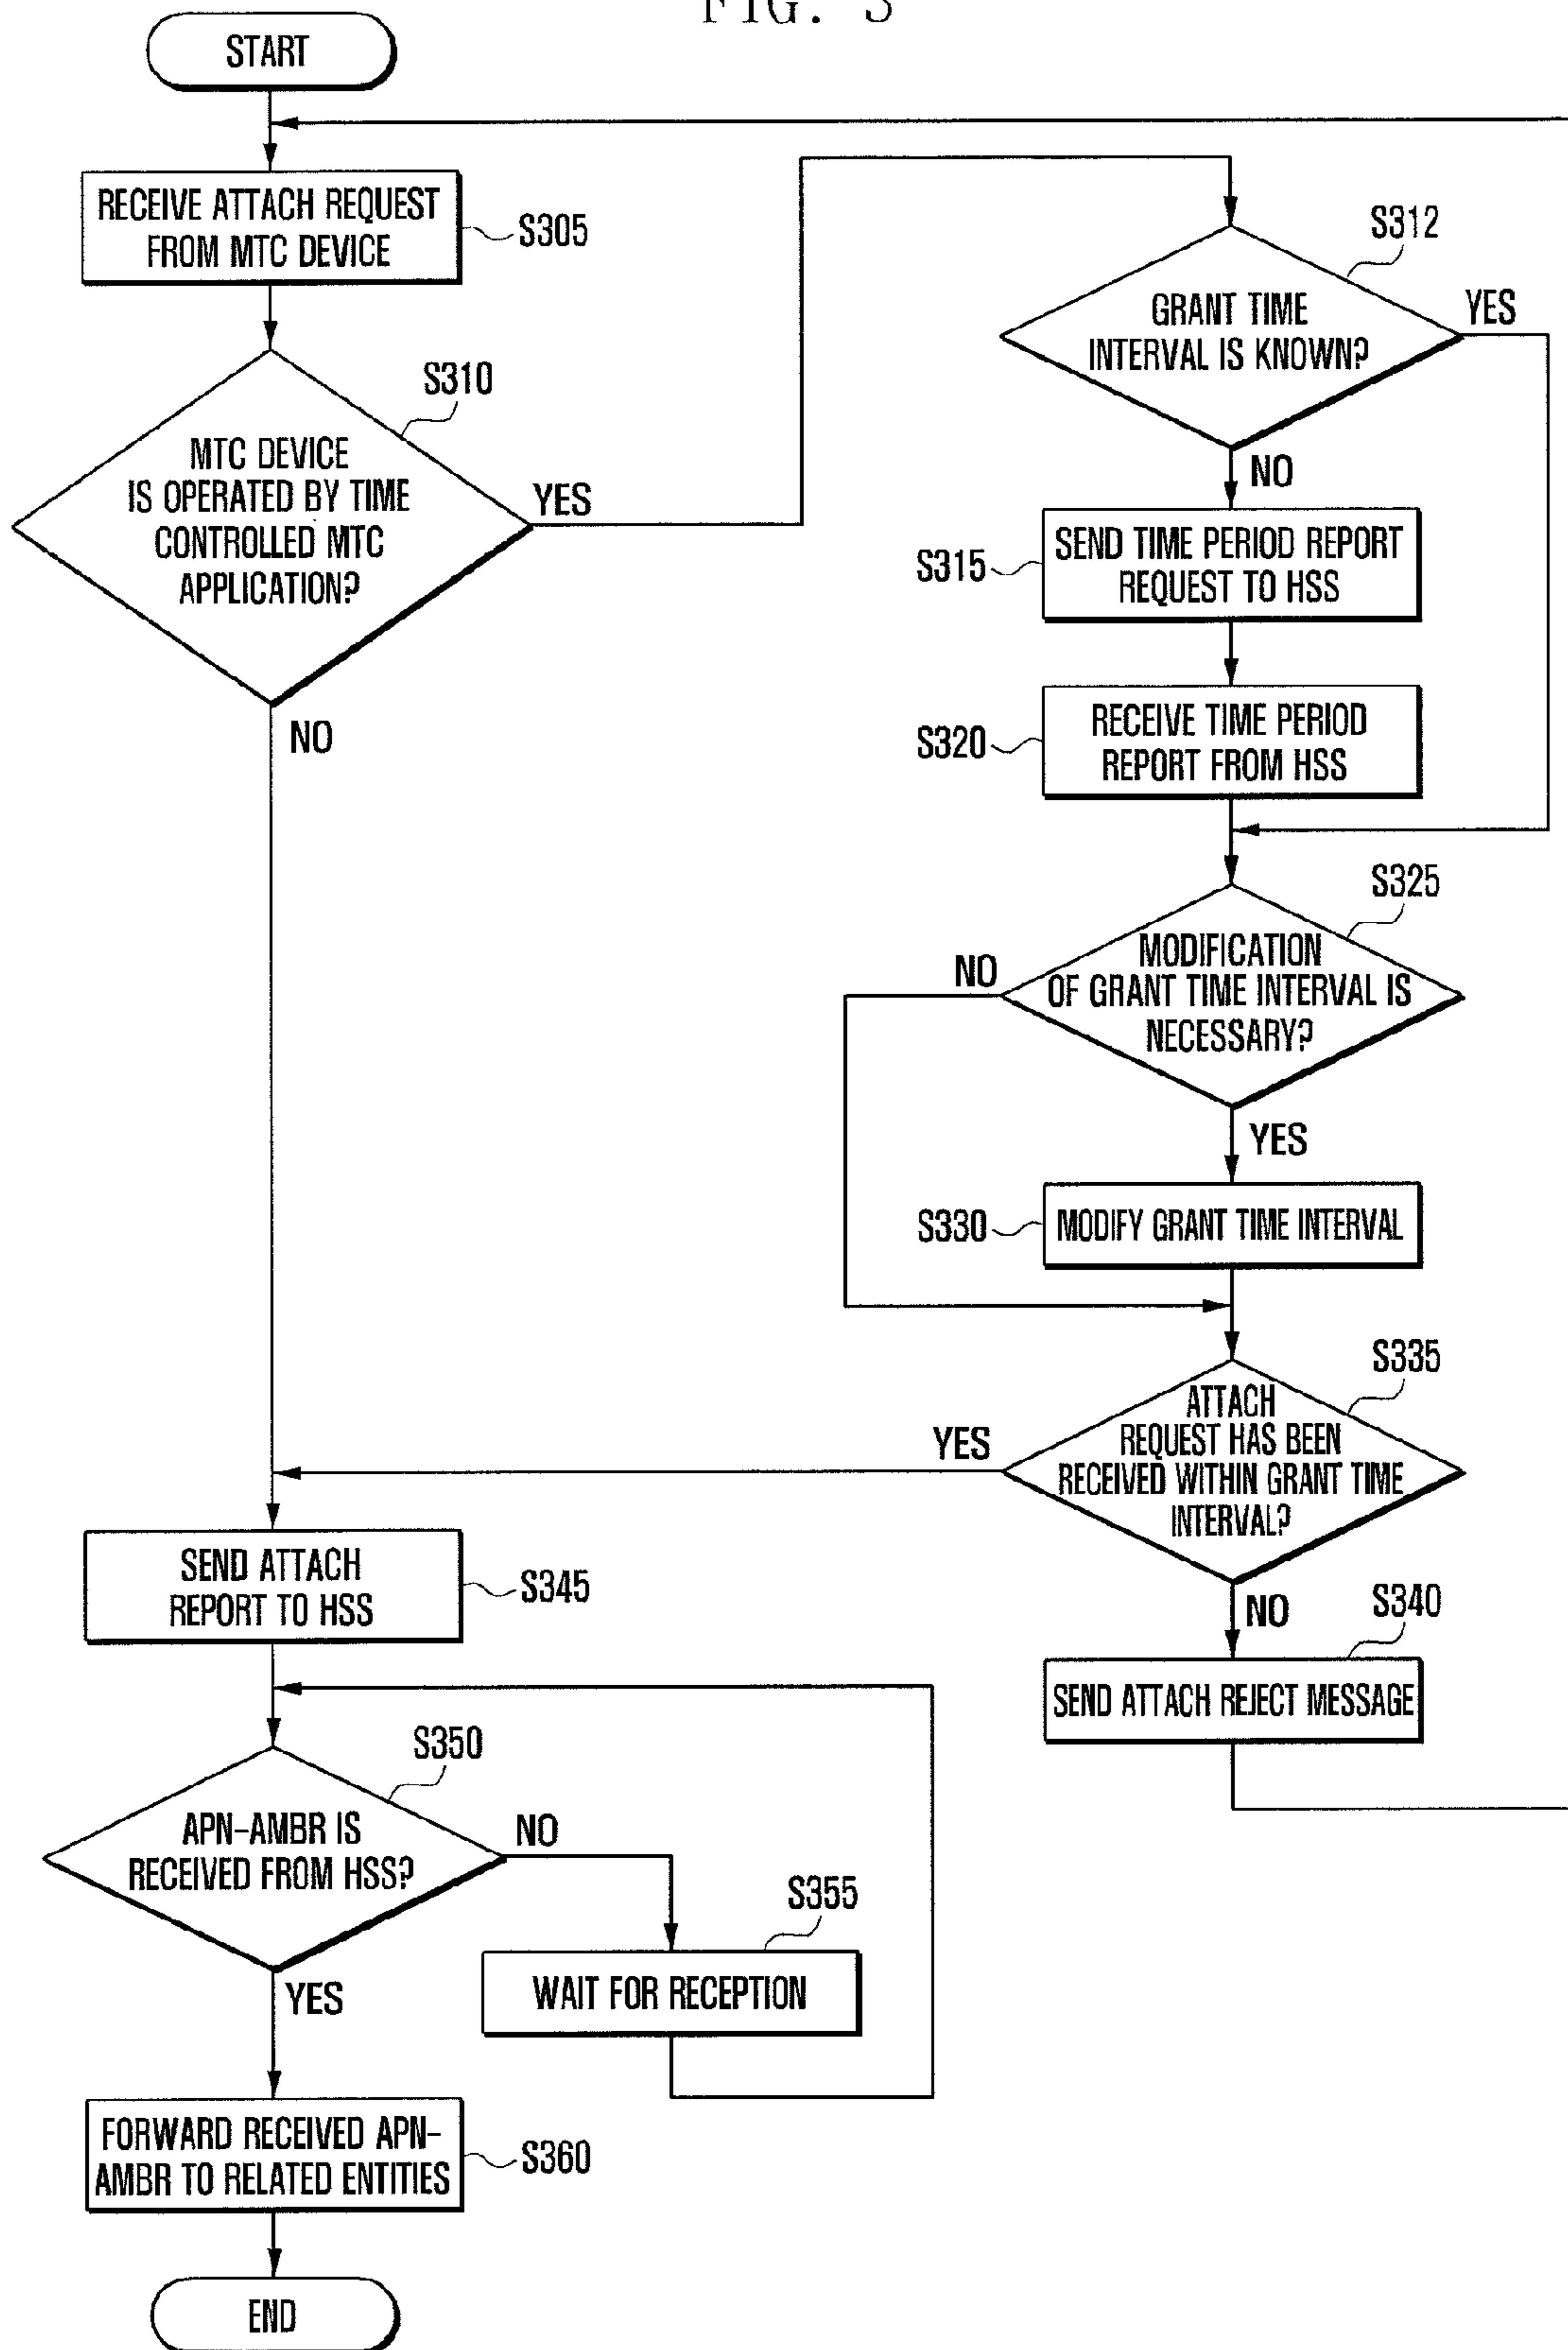 FIG. 3
START
RECEIVE ATTACH REQUEST
FROM MTC DEVICE
S305
S310
MTC DEVICE
IS OPERATED BY TIME
CONTROLLED MTC
APPLICATION?
YES
NO
S312
GRANT TIME
INTERVAL IS KNOWN?
YES
NO
S315
SEND TIME PERIOD REPORT
REQUEST TO HSS
S320
RECEIVE TIME PERIOD
REPORT FROM HSS
S325
MODIFICATION
OF GRANT TIME INTERVAL IS
NECESSARY?
NO
YES
S330
MODIFY GRANT TIME INTERVAL
S335
ATTACH
REQUEST HAS BEEN
RECEIVED WITHIN GRANT TIME
INTERVAL?
YES
NO
S340
SEND ATTACH REJECT MESSAGE
SEND ATTACH
REPORT TO HSS
S345
S350
APN-AMBR IS
RECEIVED FROM HSS?
NO
YES
S355
WAIT FOR RECEPTION
FORWARD RECEIVED APN-
AMBR TO RELATED ENTITIES
S360
END